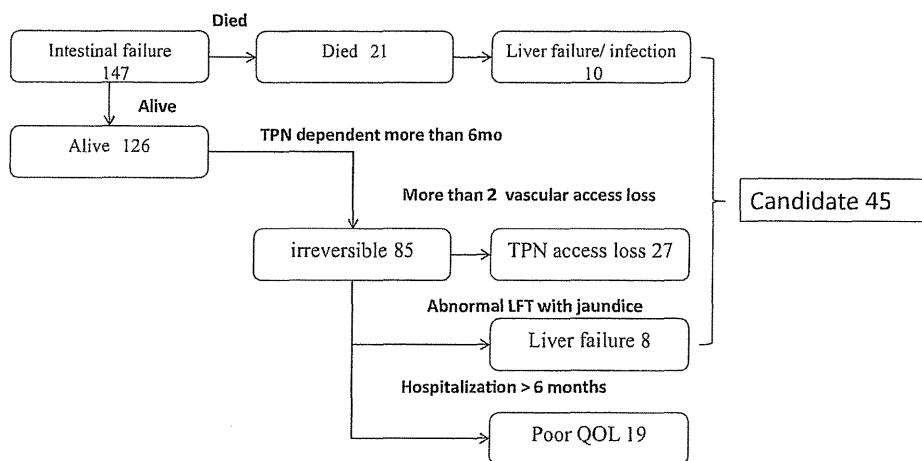 Died
Intestinal failure
147
Died 21
Liver failure/ infection
10
Alive
Alive 126
TPN dependent more than 6mo
More than 2 vascular access loss
Candidate 45
irreversible 85
TPN access loss 27
Abnormal LFT with jaundice
Liver failure 8
Hospitalization > 6 months
Poor QOL 19